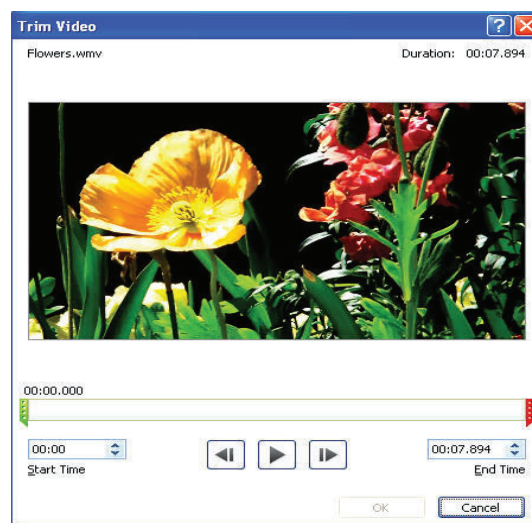 Trim Video
Flowers.wmv Duration: 00:07.894
00:00.000
00:00 00:07.894
Start Time End Time
OK Cancel